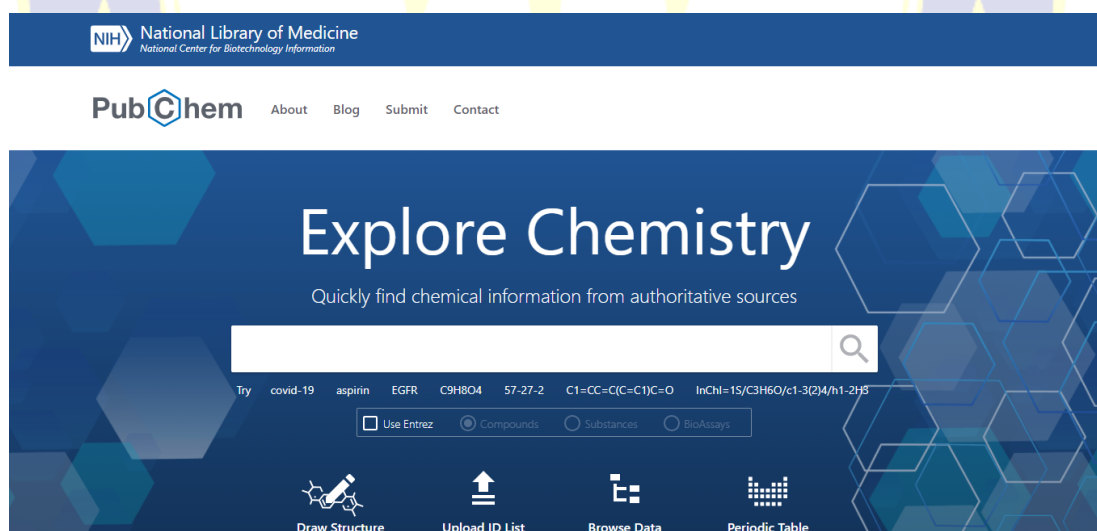 NIH National Library of Medicine
National Center for Biotechnology Information
PubChem About Blog Submit Contact
Explore Chemistry
Quickly find chemical information from authoritative sources
Try covid-19 aspirin EGFR C9H8O4 57-27-2 C1=CC=C(C=C1)C=O InChI=1S/C3H6O/c1-3(2)4/h1-2H3
Use Entrez Compounds Substances BioAssays
Draw Structure Upload ID List Browse Data Periodic Table